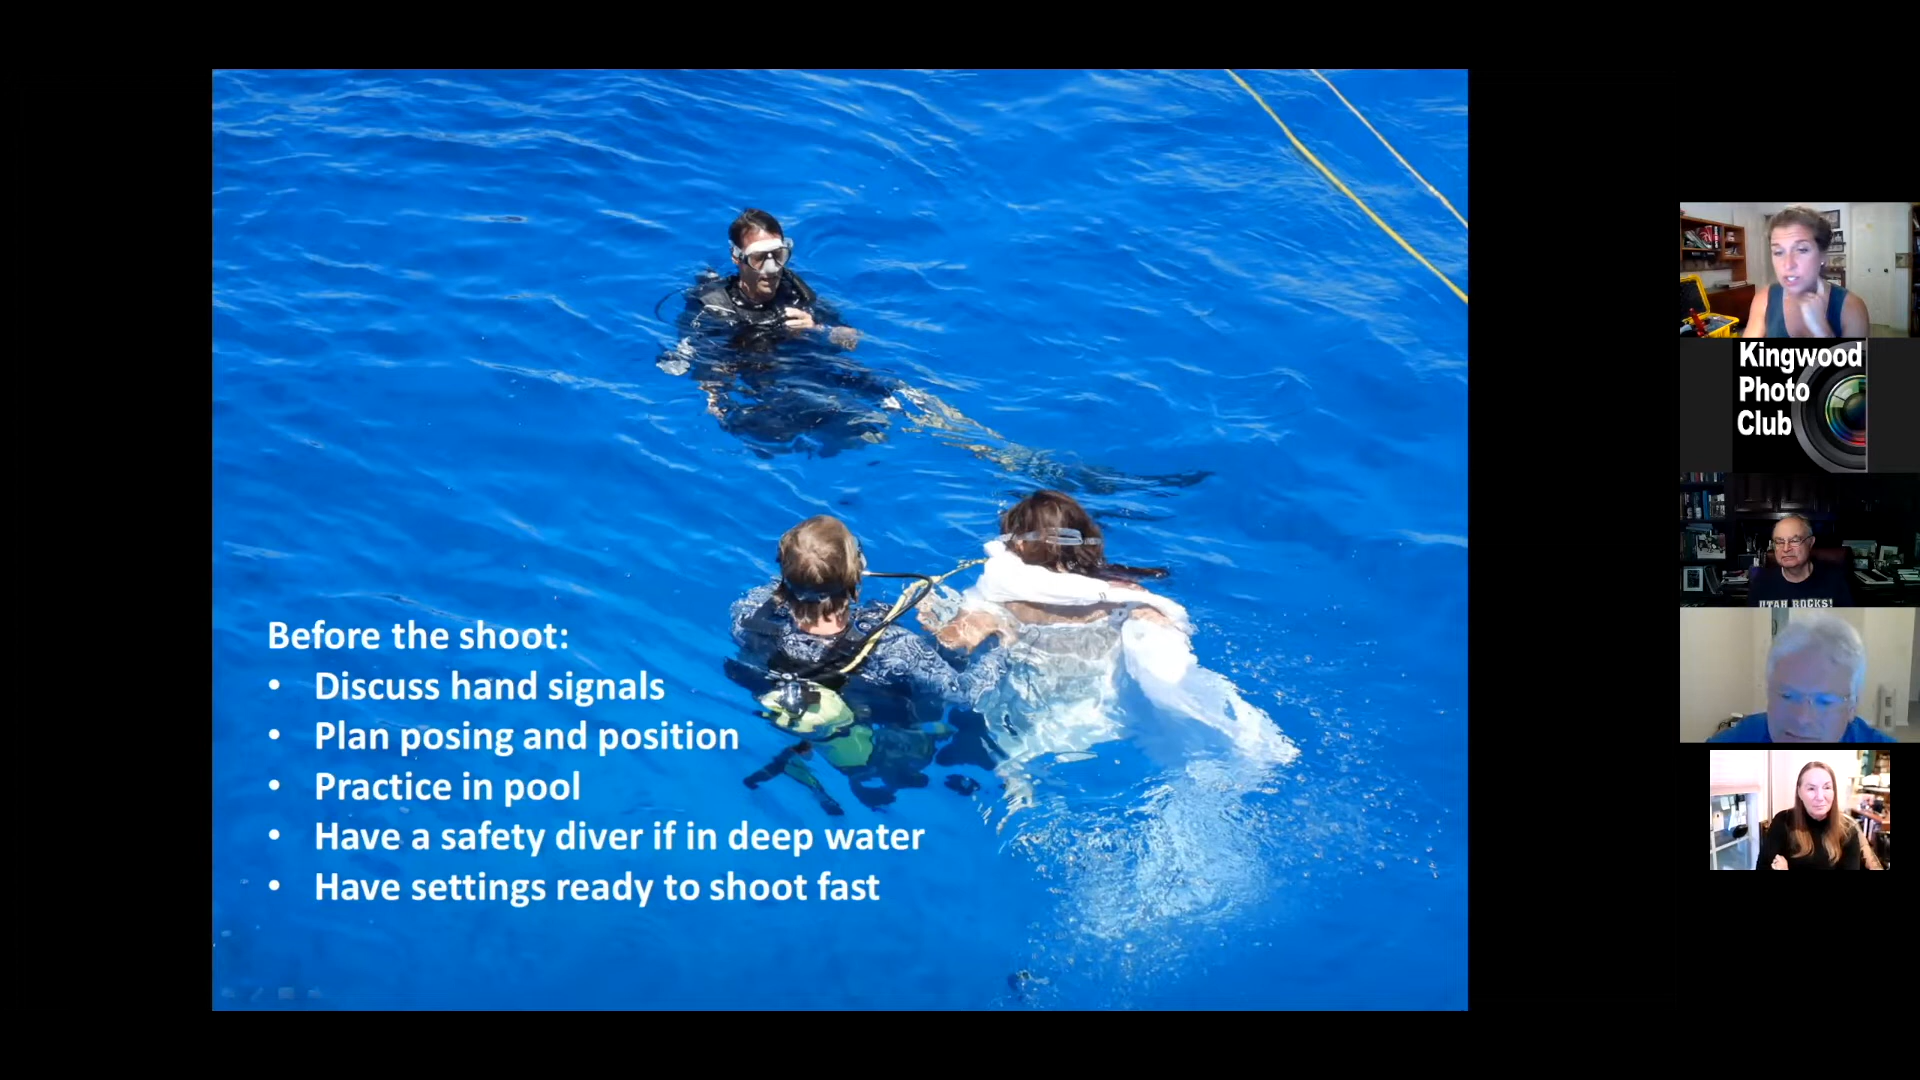 Before the shoot:
• Discuss hand signals
• Plan posing and position
• Practice in pool
• Have a safety diver if in deep water
• Have settings ready to shoot fast
Kingwood
Photo
Club
UTAH ROCKS!